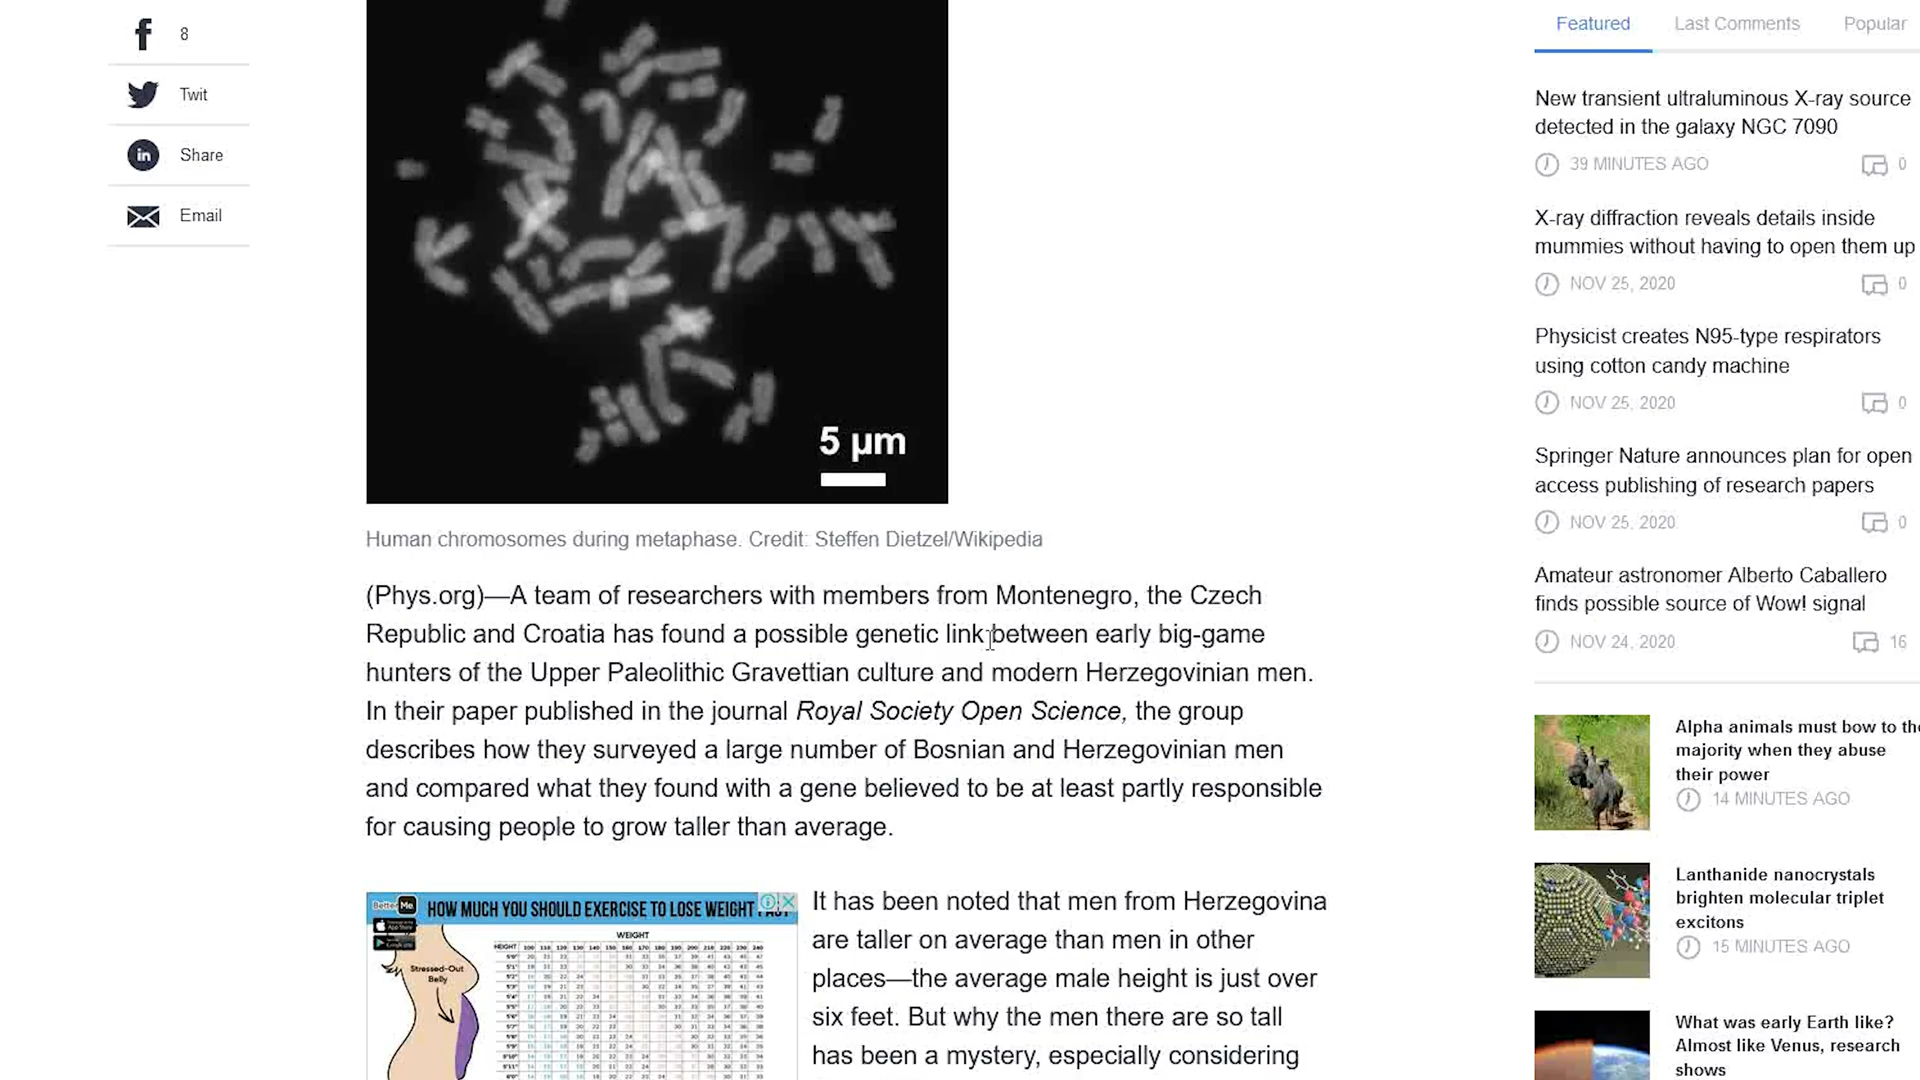 8
Twit
Share
Email
5 µm
Human chromosomes during metaphase. Credit: Steffen Dietzel/Wikipedia
(Phys.org)—A team of researchers with members from Montenegro, the Czech
Republic and Croatia has found a possible genetic link between early big-game
hunters of the Upper Paleolithic Gravettian culture and modern Herzegovinian men.
In their paper published in the journal Royal Society Open Science, the group
describes how they surveyed a large number of Bosnian and Herzegovinian men
and compared what they found with a gene believed to be at least partly responsible
for causing people to grow taller than average.
BetterMe
HOW MUCH YOU SHOULD EXERCISE TO LOSE WEIGHT
WEIGHT
HEIGHT
Stressed-Out
Belly
It has been noted that men from Herzegovina
are taller on average than men in other
places—the average male height is just over
six feet. But why the men there are so tall
has been a mystery, especially considering
Featured Last Comments Popular
New transient ultraluminous X-ray source
detected in the galaxy NGC 7090
39 MINUTES AGO 0
X-ray diffraction reveals details inside
mummies without having to open them up
NOV 25, 2020 0
Physicist creates N95-type respirators
using cotton candy machine
NOV 25, 2020 0
Springer Nature announces plan for open
access publishing of research papers
NOV 25, 2020 0
Amateur astronomer Alberto Caballero
finds possible source of Wow! signal
NOV 24, 2020 16
Alpha animals must bow to the
majority when they abuse
their power
14 MINUTES AGO
Lanthanide nanocrystals
brighten molecular triplet
excitons
15 MINUTES AGO
What was early Earth like?
Almost like Venus, research
shows